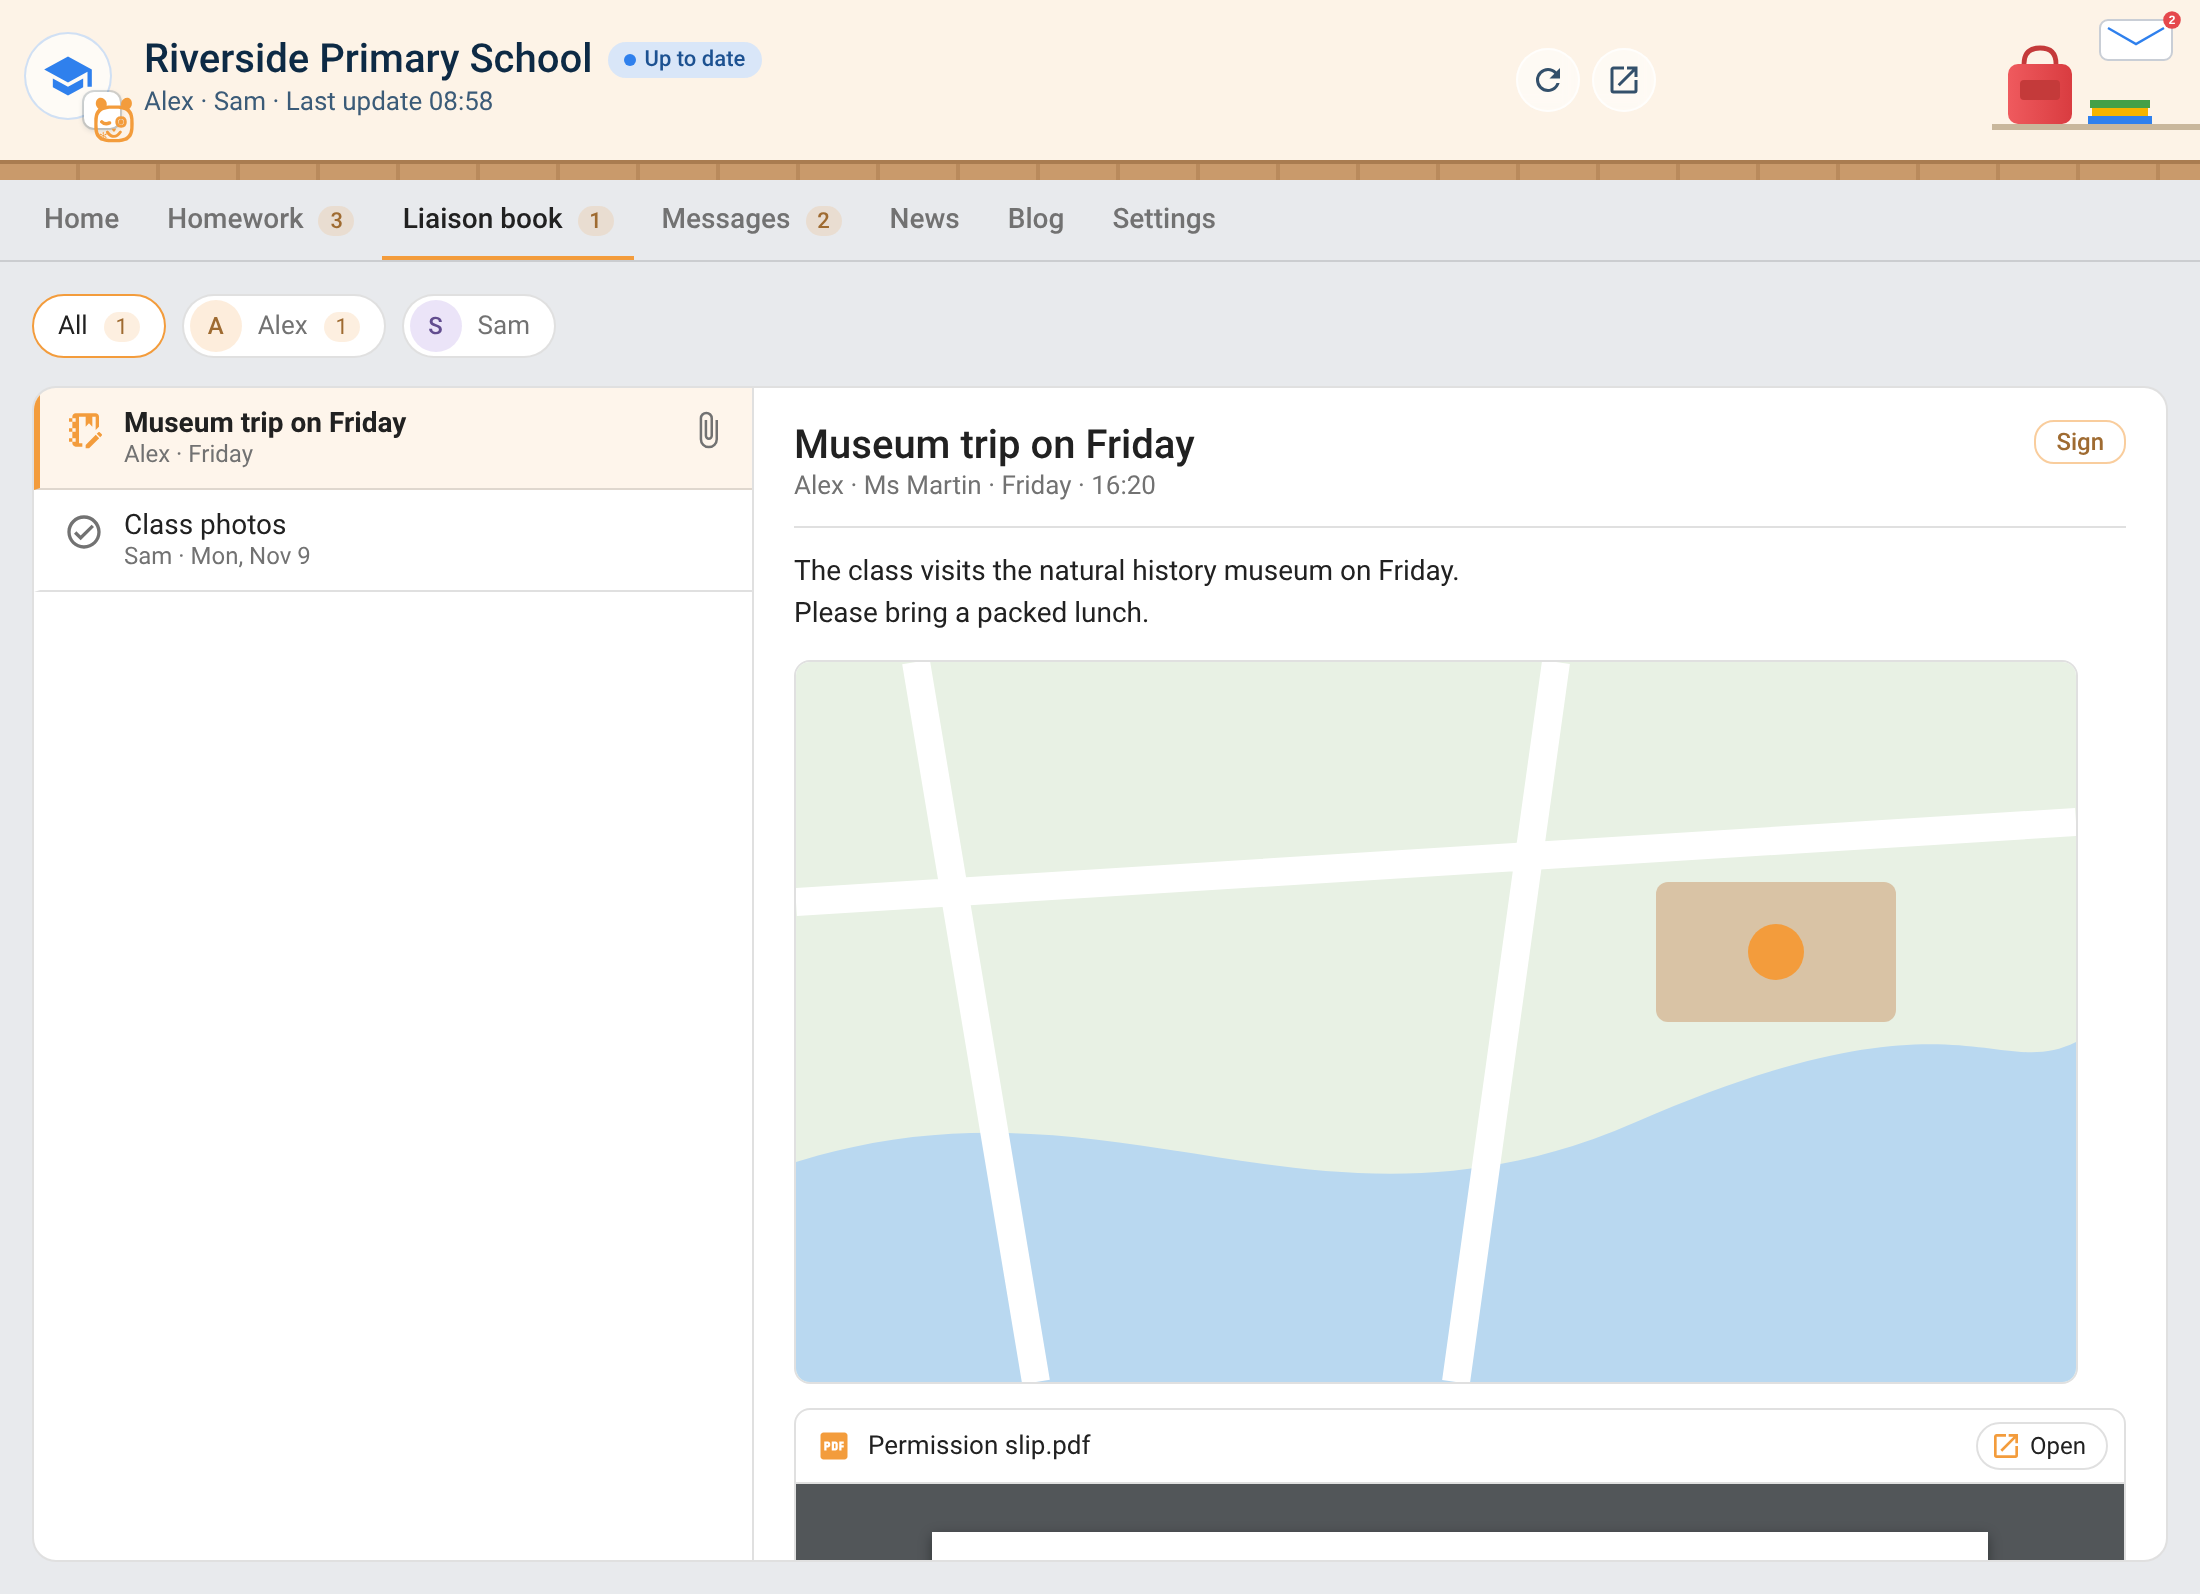 Riverside Primary School
Up to date
Alex · Sam · Last update 08:58
2
Home
Homework 3
Liaison book 1
Messages 2
News
Blog
Settings
All 1
A Alex 1
S Sam
Museum trip on Friday
Alex · Friday
Class photos
Sam · Mon, Nov 9
Museum trip on Friday
Sign
Alex · Ms Martin · Friday · 16:20
The class visits the natural history museum on Friday.
Please bring a packed lunch.
PDF Permission slip.pdf
Open